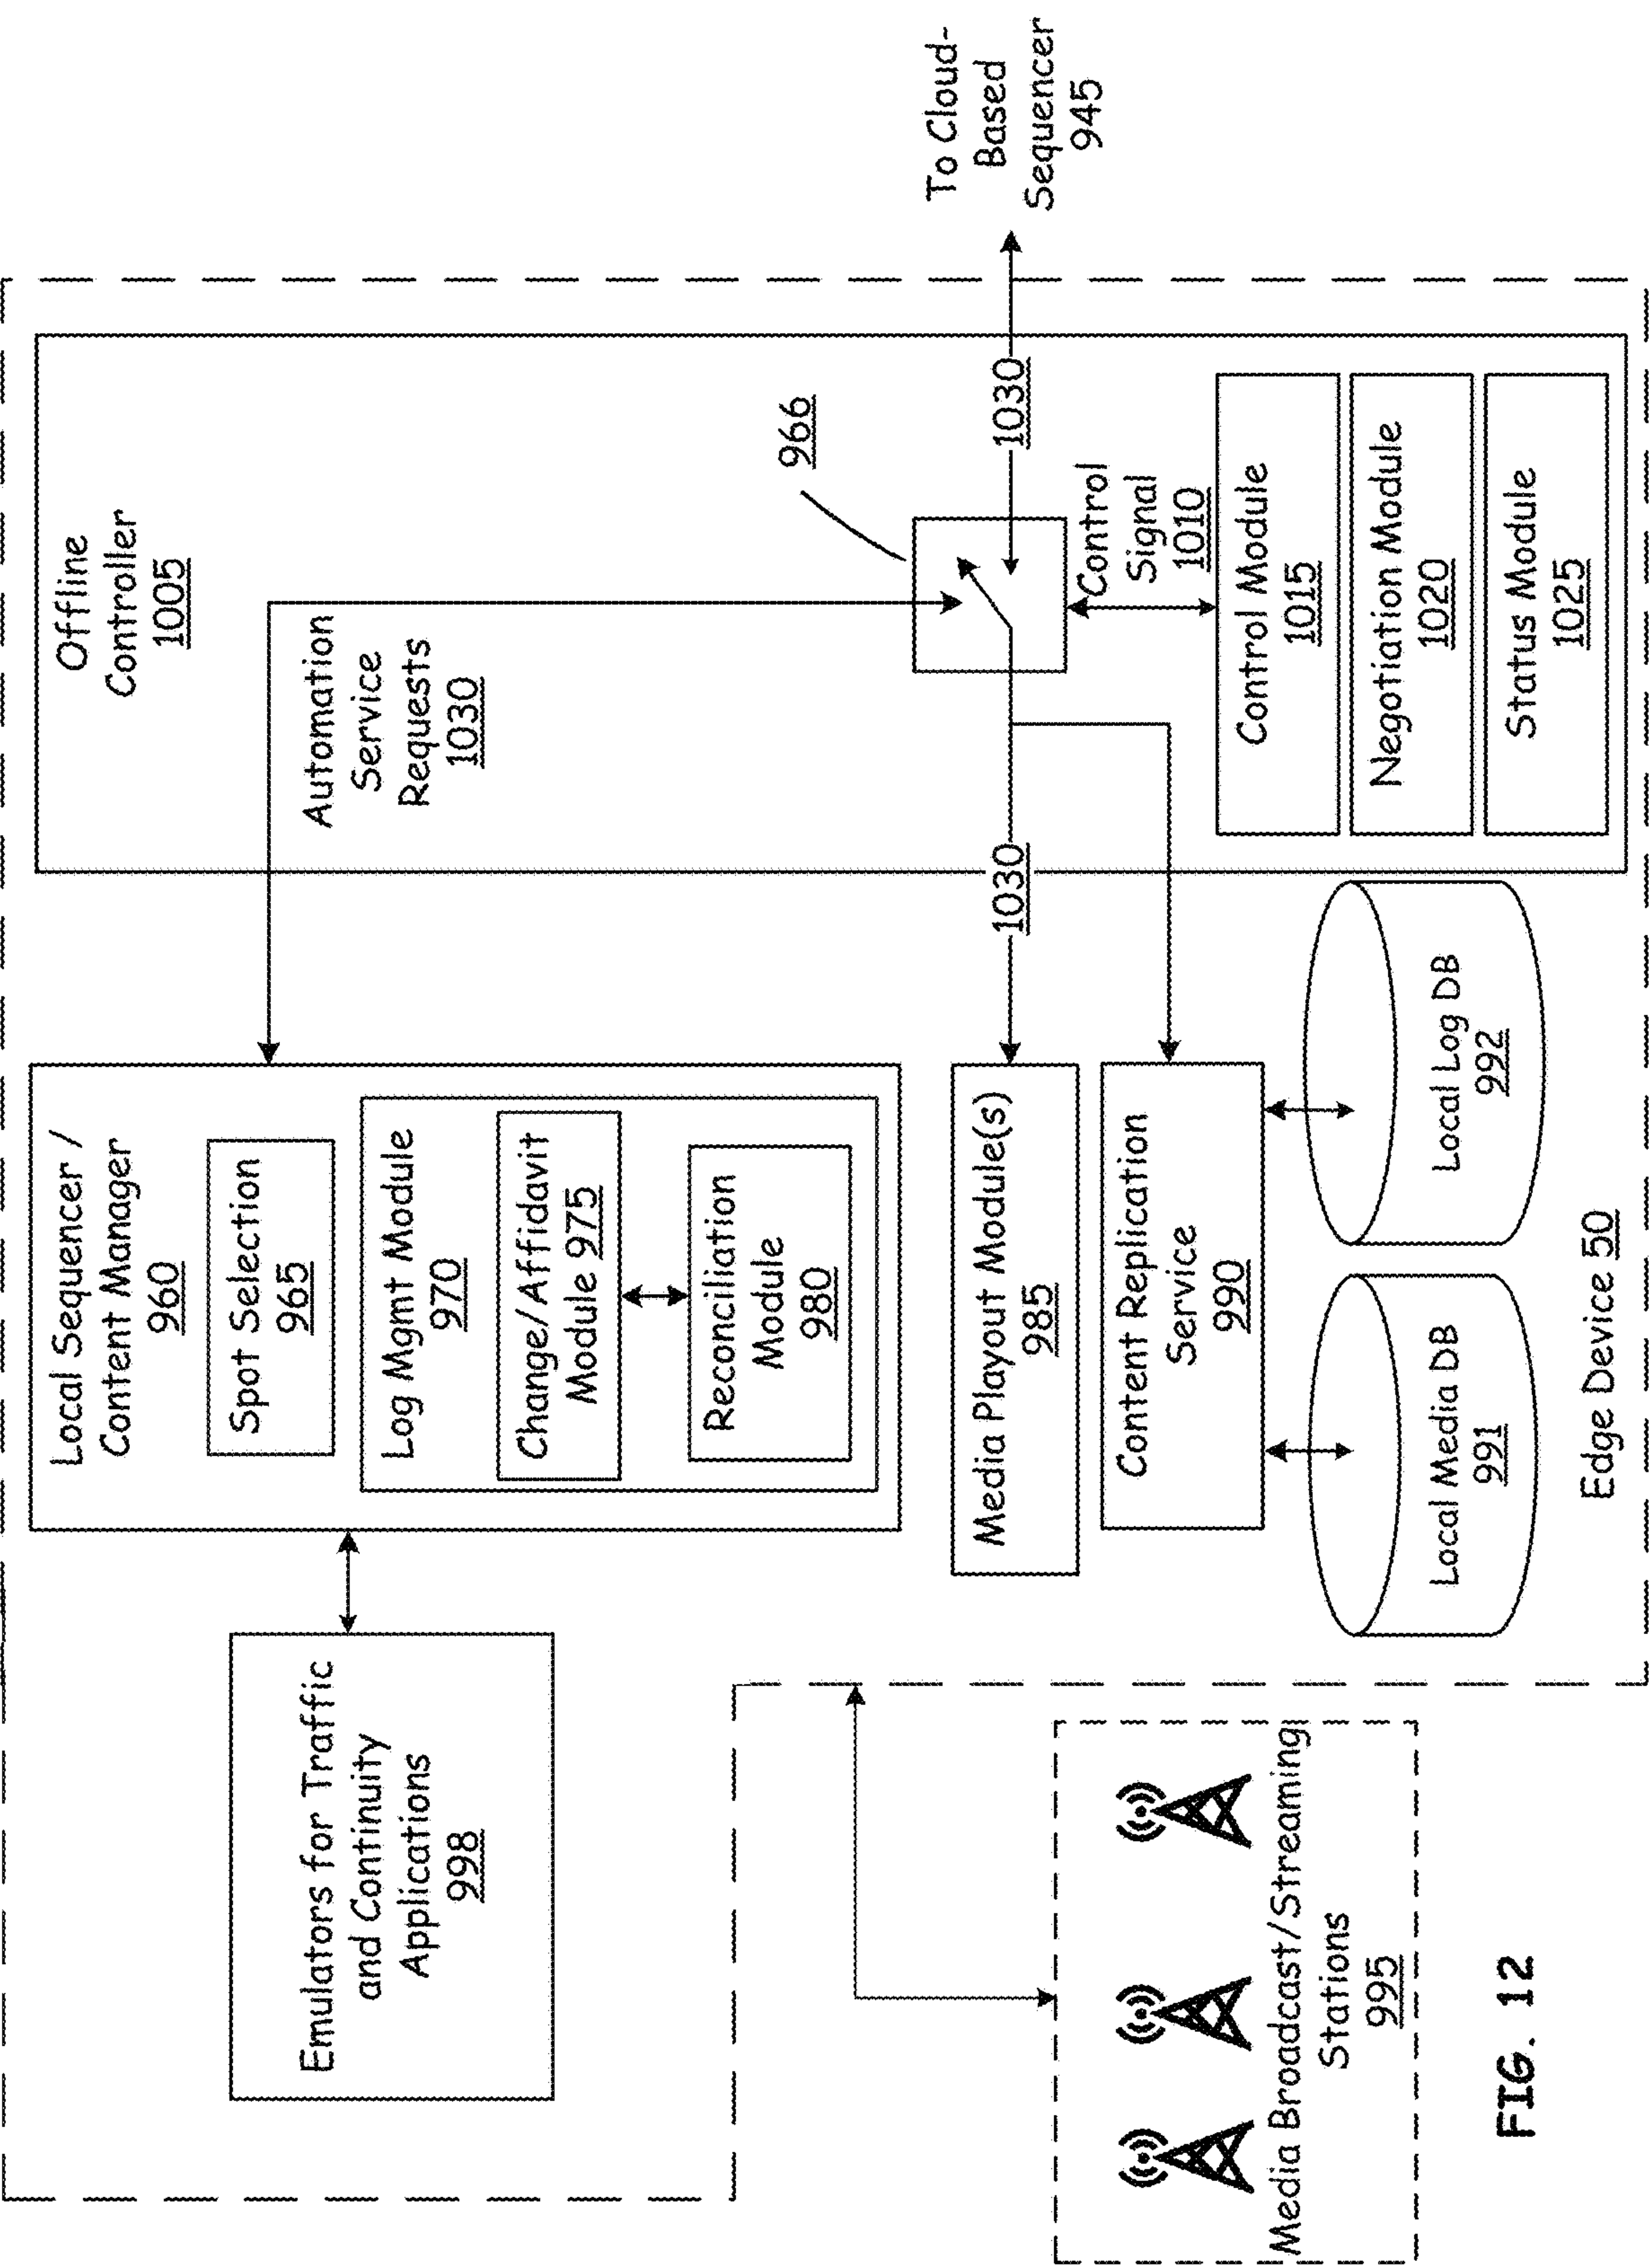 Emulators for Traffic
and Continuity
Applications
998
Local Sequencer /
Content Manager
960
Spot Selection
965
Log Mgmt Module
970
Change/Affidavit
Module 975
Reconciliation
Module
980
Offline
Controller
1005
Automation
Service
Requests
1030
966
1030
1030
To Cloud-
Based
Sequencer
945
Control
Signal
1010
Control Module
1015
Negotiation Module
1020
Status Module
1025
Media Playout Module(s)
985
Content Replication
Service
990
Local Media DB
991
Local Log DB
992
Edge Device 50
Media Broadcast/Streaming
Stations
995
FIG. 12